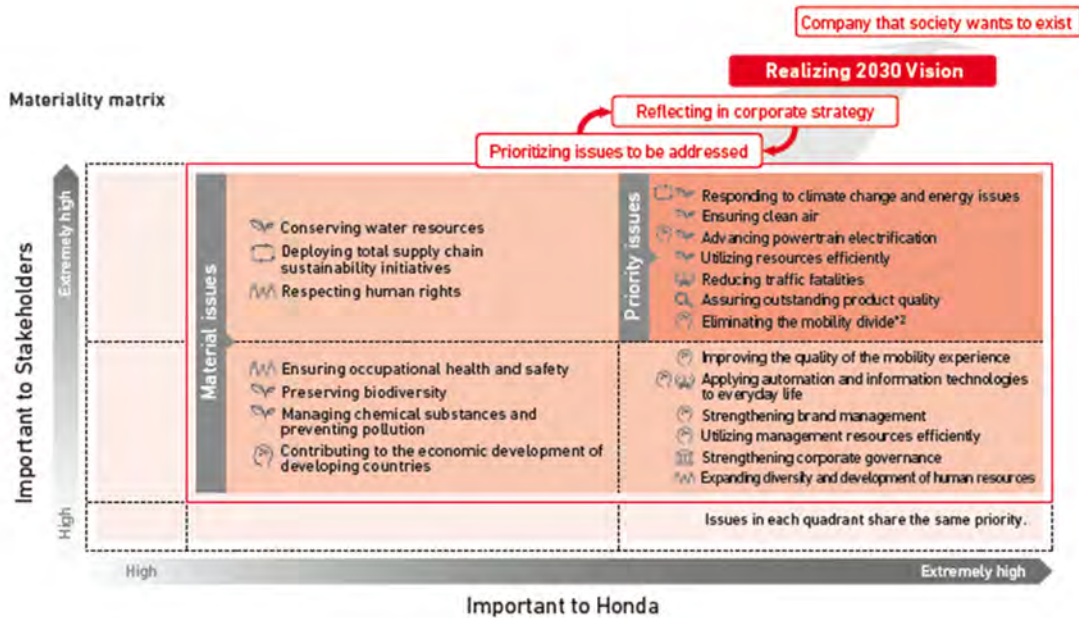 Company that society wants to exist
Realizing 2030 Vision
Materiality matrix
Reflecting in corporate strategy
Prioritizing issues to be addressed
Important to Stakeholders
Extremely high
High
Material issues
Conserving water resources
Deploying total supply chain
sustainability initiatives
Respecting human rights
Priority issues
Responding to climate change and energy issues
Ensuring clean air
Advancing powertrain electrification
Utilizing resources efficiently
Reducing traffic fatalities
Assuring outstanding product quality
Eliminating the mobility divide*2
Ensuring occupational health and safety
Preserving biodiversity
Managing chemical substances and
preventing pollution
Contributing to the economic development of
developing countries
Improving the quality of the mobility experience
Applying automation and information technologies
to everyday life
Strengthening brand management
Utilizing management resources efficiently
Strengthening corporate governance
Expanding diversity and development of human resources
Issues in each quadrant share the same priority.
High
Extremely high
Important to Honda